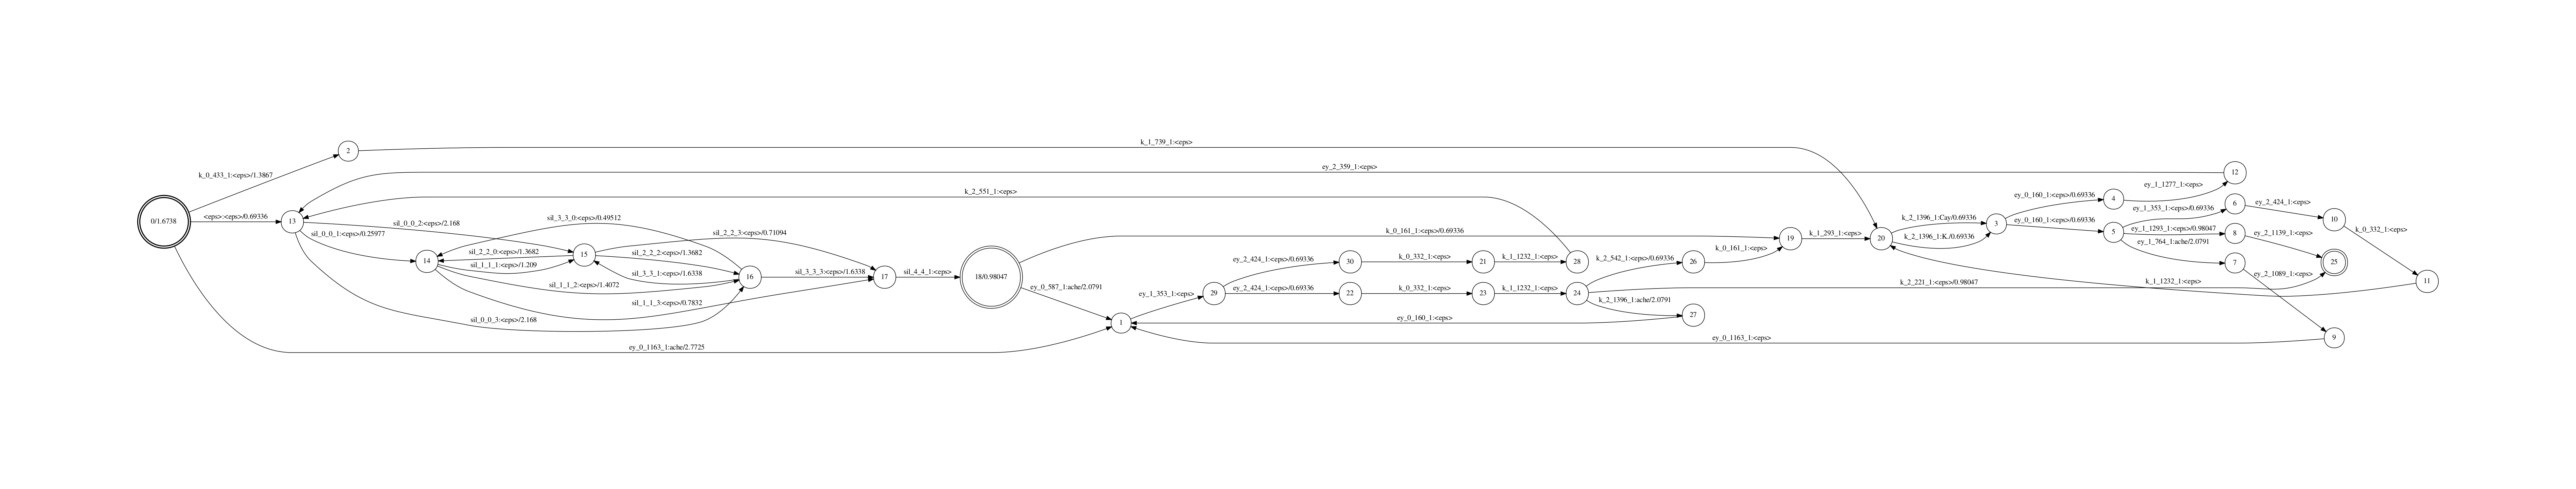 k_1_739_1:<eps>
2
ey_2_359_1:<eps>
12
k_0_433_1:<eps>/1.3867
ey_1_1277_1:<eps>
k_2_551_1:<eps>
ey_0_160_1:<eps>/0.69336
4
6
ey_2_424_1:<eps>
ey_1_353_1:<eps>/0.69336
0/1.6738
<eps>:<eps>/0.69336
13
sil_0_0_2:<eps>/2.168
sil_3_3_0:<eps>/0.49512
k_2_1396_1:Cay/0.69336
3
ey_0_160_1:<eps>/0.69336
10
sil_0_0_1:<eps>/0.25977
sil_2_2_3:<eps>/0.71094
k_0_161_1:<eps>/0.69336
19
k_1_293_1:<eps>
20
k_2_1396_1:K./0.69336
5
ey_1_1293_1:<eps>/0.98047
8
ey_2_1139_1:<eps>
k_0_332_1:<eps>
ey_1_764_1:ache/2.0791
k_0_161_1:<eps>
14
sil_2_2_0:<eps>/1.3682
15
sil_2_2_2:<eps>/1.3682
sil_1_1_1:<eps>/1.209
ey_2_424_1:<eps>/0.69336
30
k_0_332_1:<eps>
21
k_1_1232_1:<eps>
28
k_2_542_1:<eps>/0.69336
26
7
25
sil_3_3_1:<eps>/1.6338
16
sil_3_3_3:<eps>/1.6338
17
sil_4_4_1:<eps>
18/0.98047
ey_2_1089_1:<eps>
sil_1_1_2:<eps>/1.4072
ey_0_587_1:ache/2.0791
k_2_221_1:<eps>/0.98047
k_1_1232_1:<eps>
11
ey_1_353_1:<eps>
29
ey_2_424_1:<eps>/0.69336
22
k_0_332_1:<eps>
23
k_1_1232_1:<eps>
24
k_2_1396_1:ache/2.0791
27
sil_1_1_3:<eps>/0.7832
sil_0_0_3:<eps>/2.168
1
ey_0_160_1:<eps>
ey_0_1163_1:<eps>
9
ey_0_1163_1:ache/2.7725